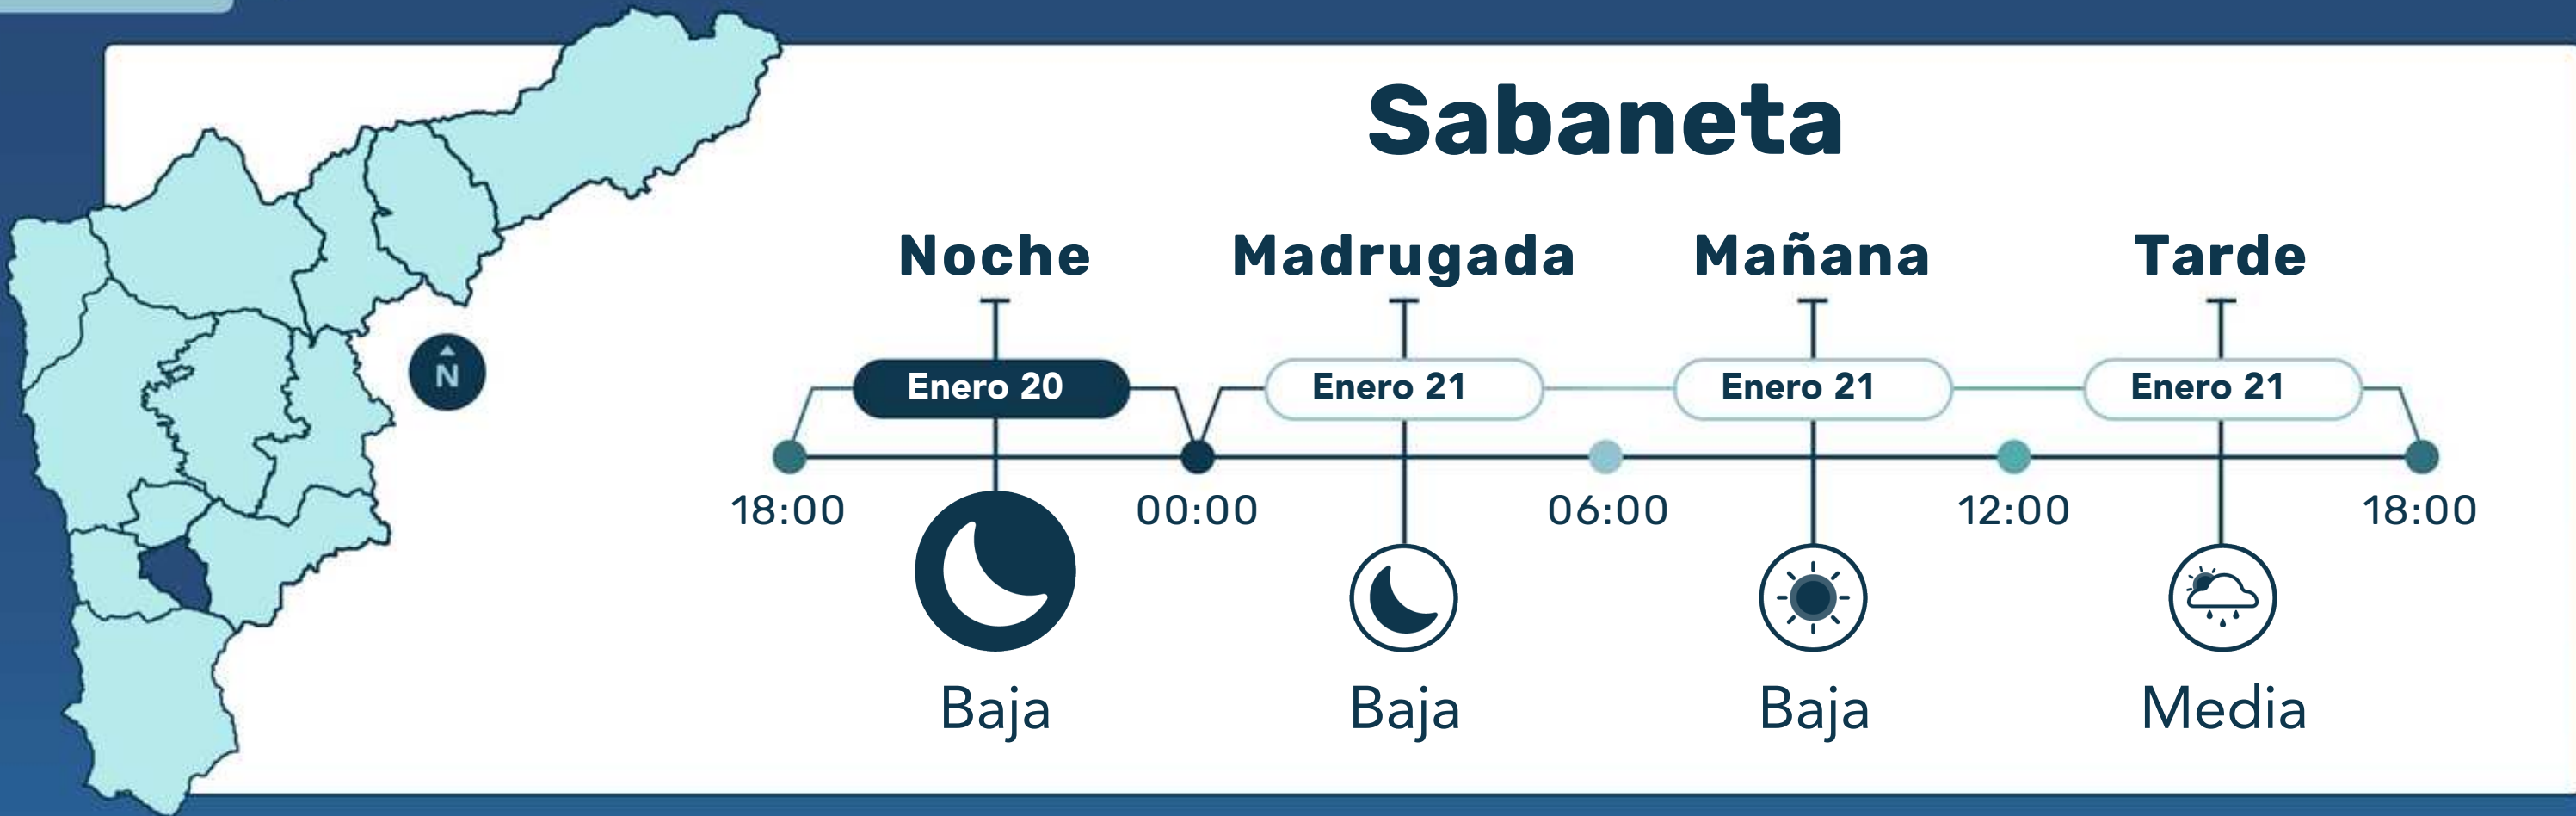 Sabaneta
Noche Madrugada Mañana Tarde
N
Enero 20 Enero 21 Enero 21 Enero 21
18:00 00:00 06:00 12:00 18:00
Baja Baja Baja Media